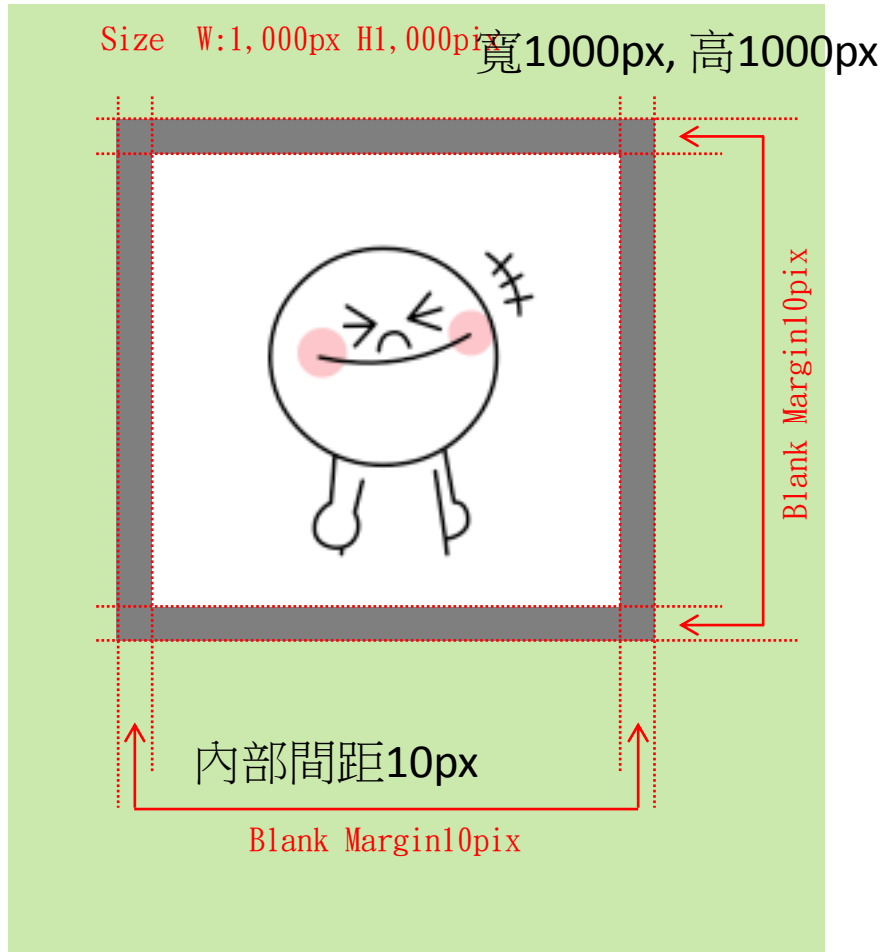 Size W:1,000px H1,000pix
寬1000px, 高1000px
Blank Margin10pix
內部間距10px
Blank Margin10pix